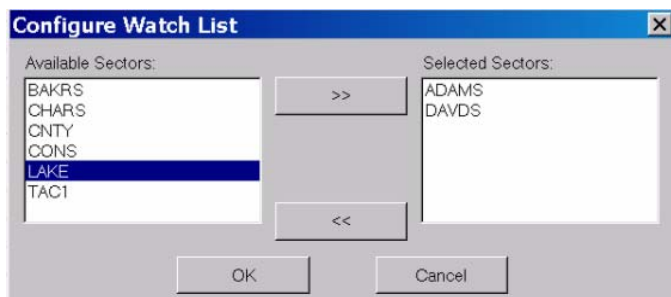 Configure Watch List
Available Sectors:
BAKRS
CHARS
CNTY
CONS
LAKE
TAC1
>>
<<
Selected Sectors:
ADAMS
DAVDS
OK
Cancel